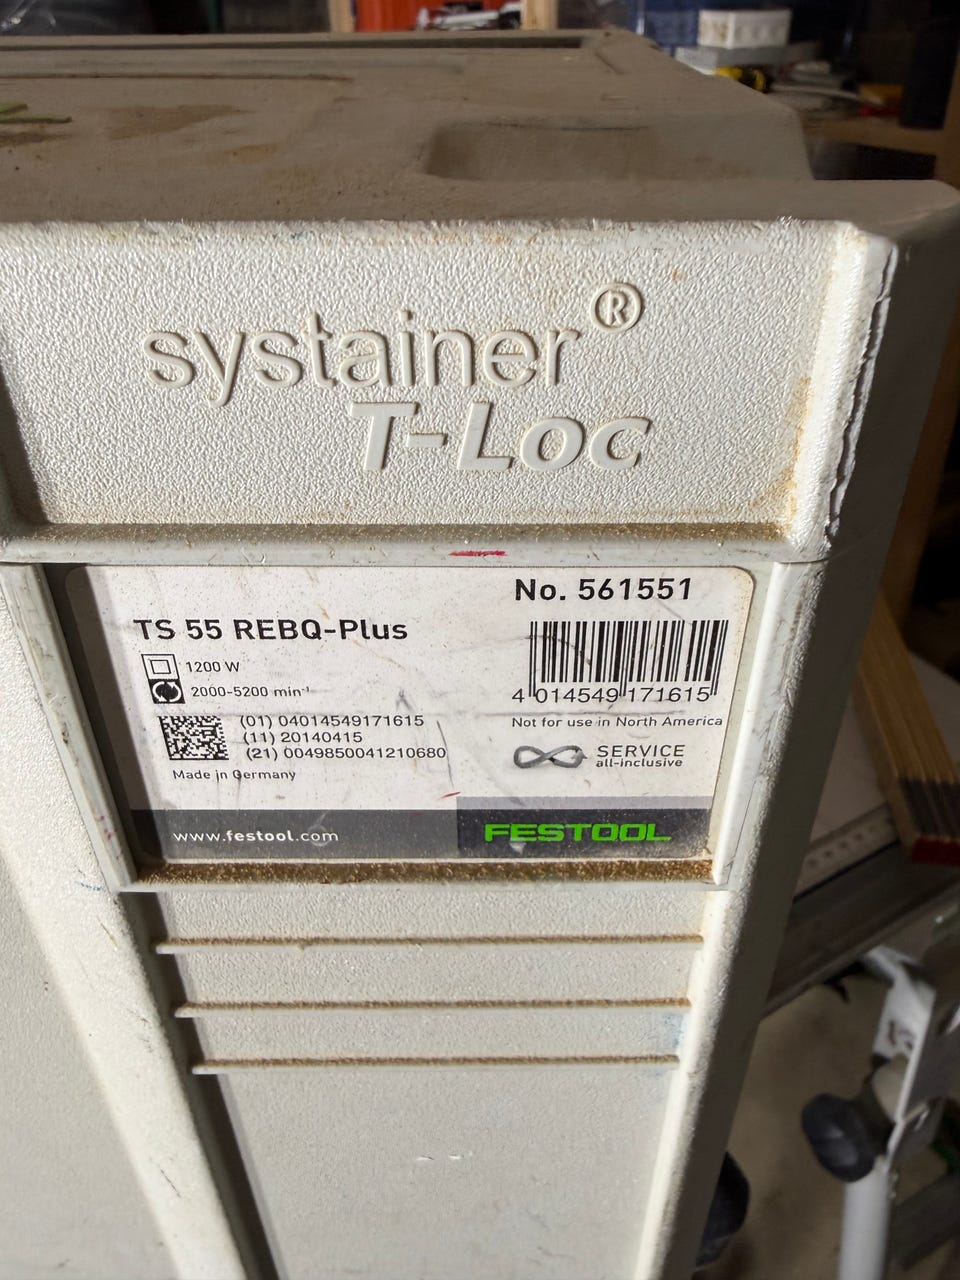 systainer®
T-Loc
No. 561551
TS 55 REBQ-Plus
1200 W
2000-5200 min⁻¹
4 014549 171615
(01) 04014549171615
(11) 20140415
(21) 0049850041210680
Not for use in North America
SERVICE
all-inclusive
Made in Germany
www.festool.com
FESTOOL